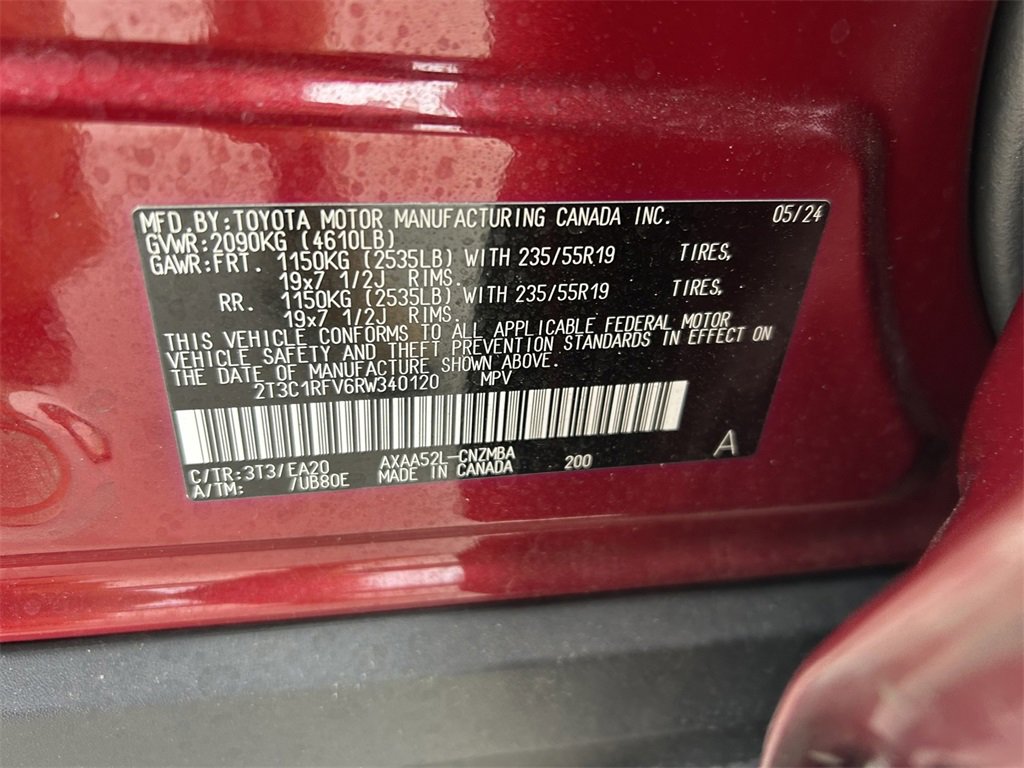 MFD.BY:TOYOTA MOTOR MANUFACTURING CANADA INC. 05/24
GVWR:2090KG (4610LB)
GAWR:FRT. 1150KG (2535LB) WITH 235/55R19 TIRES,
19x7 1/2J RIMS.
RR. 1150KG (2535LB) WITH 235/55R19 TIRES,
19x7 1/2J RIMS.
THIS VEHICLE CONFORMS TO ALL APPLICABLE FEDERAL MOTOR
VEHICLE SAFETY AND THEFT PREVENTION STANDARDS IN EFFECT ON
THE DATE OF MANUFACTURE SHOWN ABOVE.
2T3C1RFV6RW340120 MPV
A
C/TR:3T3/EA20 AXAA52L-CNZMBA
A/TM: /UB80E MADE IN CANADA 200